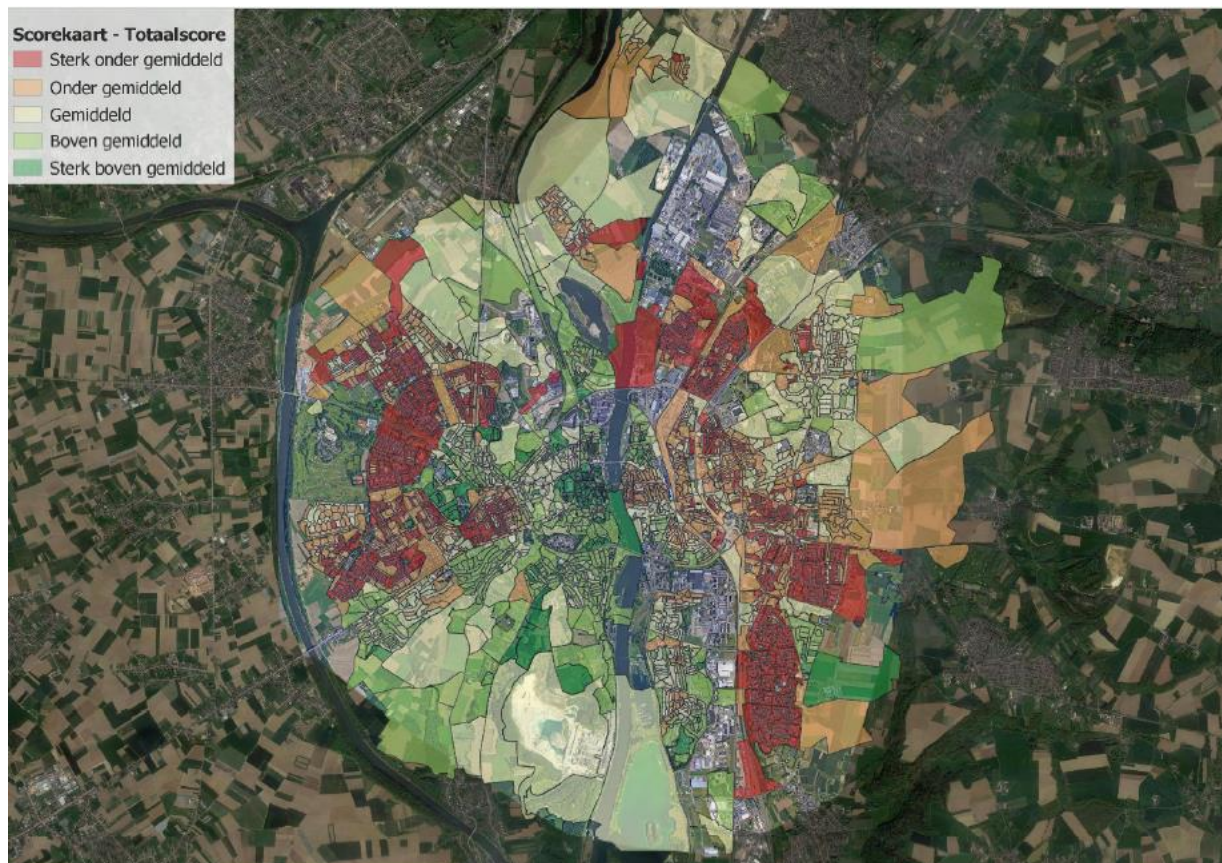 Scorekaart - Totaalscore
Sterk onder gemiddeld
Onder gemiddeld
Gemiddeld
Boven gemiddeld
Sterk boven gemiddeld